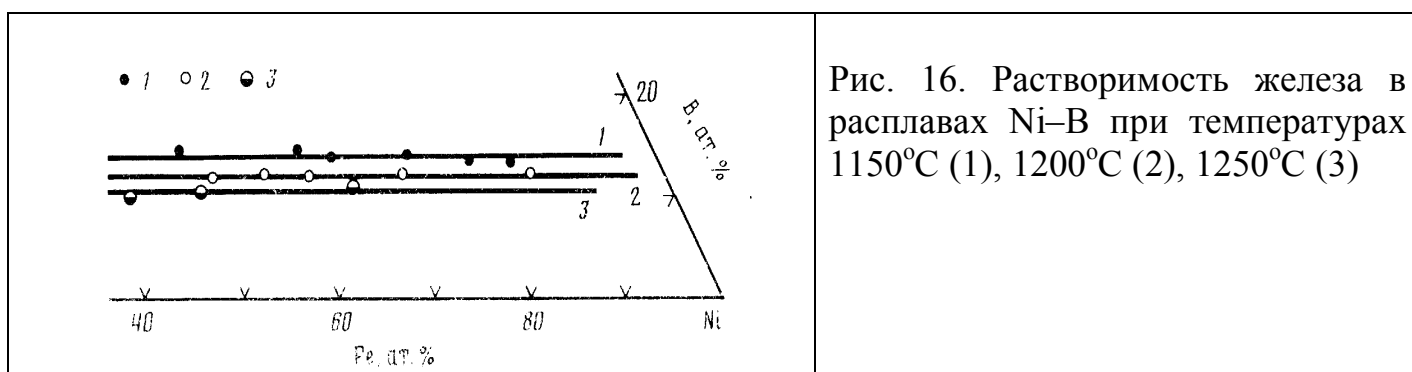 1 2 3
20
B, ат. %
1
2
3
40 60 80 Ni
Fe, ат. %
Рис. 16. Растворимость железа в
расплавах Ni–B при температурах
1150°C (1), 1200°C (2), 1250°C (3)